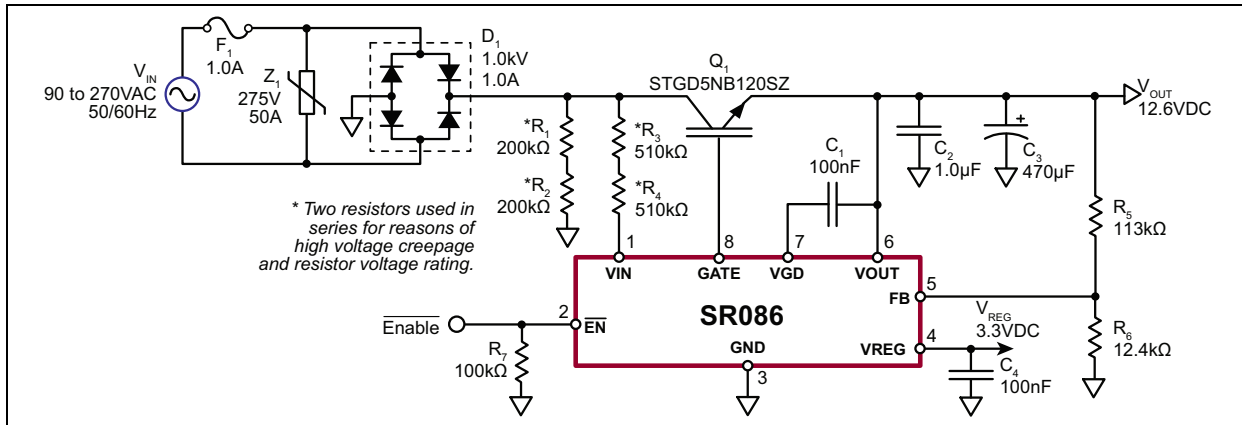 F₁
1.0A
V_IN
90 to 270VAC
50/60Hz
Z₁
275V
50A
D₁
1.0kV
1.0A
*R₁
200kΩ
*R₂
200kΩ
*R₃
510kΩ
*R₄
510kΩ
* Two resistors used in
series for reasons of
high voltage creepage
and resistor voltage rating.
Q₁
STGD5NB120SZ
C₁
100nF
C₂
1.0µF
+
C₃
470µF
V_OUT
12.6VDC
R₅
113kΩ
R₆
12.4kΩ
1
8
7
6
VIN
GATE
VGD
VOUT
Enable
2
EN
SR086
FB
5
VREG
4
V_REG
3.3VDC
C₄
100nF
GND
3
R₇
100kΩ